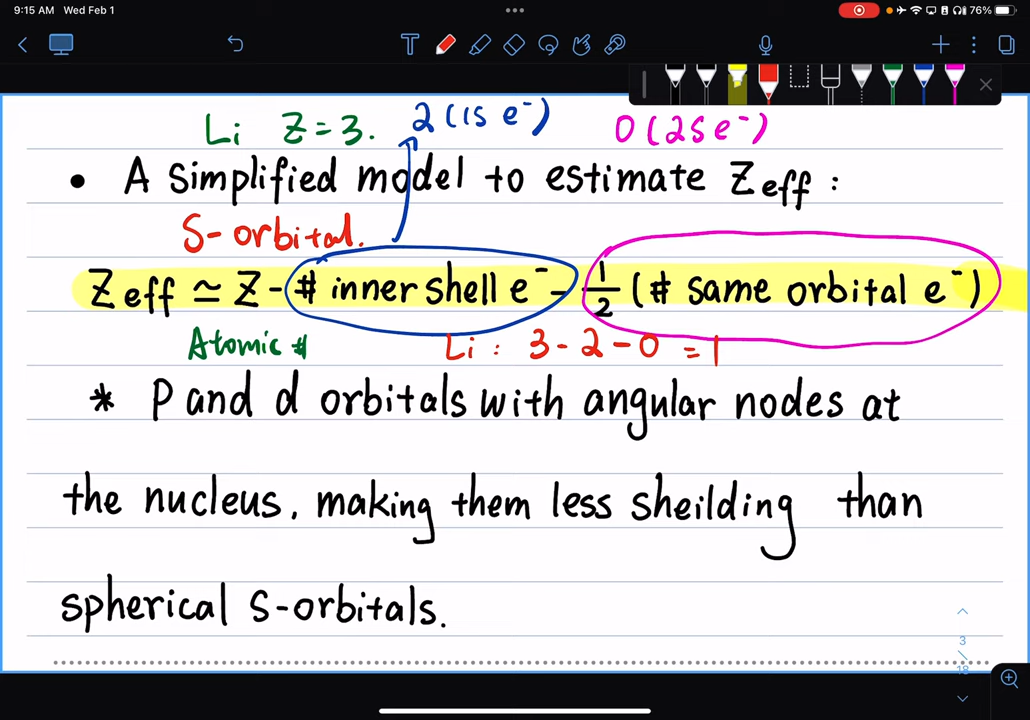 9:15 AM Wed Feb 1
76%
Li Z = 3. 2 (1s e⁻) 0 (2s e⁻)
• A simplified model to estimate Zeff :
S-orbital.
Zeff ≃ Z - # inner shell e⁻ - 1/2 (# same orbital e⁻)
Atomic # Li : 3 - 2 - 0 = 1
* P and d orbitals with angular nodes at
the nucleus, making them less sheilding than
spherical S-orbitals.
3
18